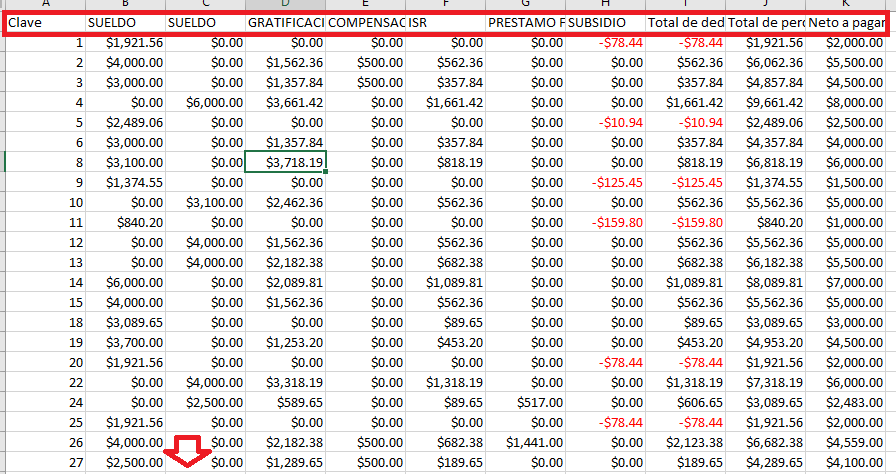 A B C D E F G H I J K
Clave SUELDO SUELDO GRATIFICACI COMPENSAC ISR PRESTAMO F SUBSIDIO Total de ded Total de perc Neto a pagar
1 $1,921.56 $0.00 $0.00 $0.00 $0.00 $0.00 -$78.44 -$78.44 $1,921.56 $2,000.00
2 $4,000.00 $0.00 $1,562.36 $500.00 $562.36 $0.00 $0.00 $562.36 $6,062.36 $5,500.00
3 $3,000.00 $0.00 $1,357.84 $500.00 $357.84 $0.00 $0.00 $357.84 $4,857.84 $4,500.00
4 $0.00 $6,000.00 $3,661.42 $0.00 $1,661.42 $0.00 $0.00 $1,661.42 $9,661.42 $8,000.00
5 $2,489.06 $0.00 $0.00 $0.00 $0.00 $0.00 -$10.94 -$10.94 $2,489.06 $2,500.00
6 $3,000.00 $0.00 $1,357.84 $0.00 $357.84 $0.00 $0.00 $357.84 $4,357.84 $4,000.00
8 $3,100.00 $0.00 $3,718.19 $0.00 $818.19 $0.00 $0.00 $818.19 $6,818.19 $6,000.00
9 $1,374.55 $0.00 $0.00 $0.00 $0.00 $0.00 -$125.45 -$125.45 $1,374.55 $1,500.00
10 $0.00 $3,100.00 $2,462.36 $0.00 $562.36 $0.00 $0.00 $562.36 $5,562.36 $5,000.00
11 $840.20 $0.00 $0.00 $0.00 $0.00 $0.00 -$159.80 -$159.80 $840.20 $1,000.00
12 $0.00 $4,000.00 $1,562.36 $0.00 $562.36 $0.00 $0.00 $562.36 $5,562.36 $5,000.00
13 $0.00 $4,000.00 $2,182.38 $0.00 $682.38 $0.00 $0.00 $682.38 $6,182.38 $5,500.00
14 $6,000.00 $0.00 $2,089.81 $0.00 $1,089.81 $0.00 $0.00 $1,089.81 $8,089.81 $7,000.00
15 $4,000.00 $0.00 $1,562.36 $0.00 $562.36 $0.00 $0.00 $562.36 $5,562.36 $5,000.00
18 $3,089.65 $0.00 $0.00 $0.00 $89.65 $0.00 $0.00 $89.65 $3,089.65 $3,000.00
19 $3,700.00 $0.00 $1,253.20 $0.00 $453.20 $0.00 $0.00 $453.20 $4,953.20 $4,500.00
20 $1,921.56 $0.00 $0.00 $0.00 $0.00 $0.00 -$78.44 -$78.44 $1,921.56 $2,000.00
22 $0.00 $4,000.00 $3,318.19 $0.00 $1,318.19 $0.00 $0.00 $1,318.19 $7,318.19 $6,000.00
24 $0.00 $2,500.00 $589.65 $0.00 $89.65 $517.00 $0.00 $606.65 $3,089.65 $2,483.00
25 $1,921.56 $0.00 $0.00 $0.00 $0.00 $0.00 -$78.44 -$78.44 $1,921.56 $2,000.00
26 $4,000.00 $0.00 $2,182.38 $500.00 $682.38 $1,441.00 $0.00 $2,123.38 $6,682.38 $4,559.00
27 $2,500.00 $0.00 $1,289.65 $500.00 $189.65 $0.00 $0.00 $189.65 $4,289.65 $4,100.00